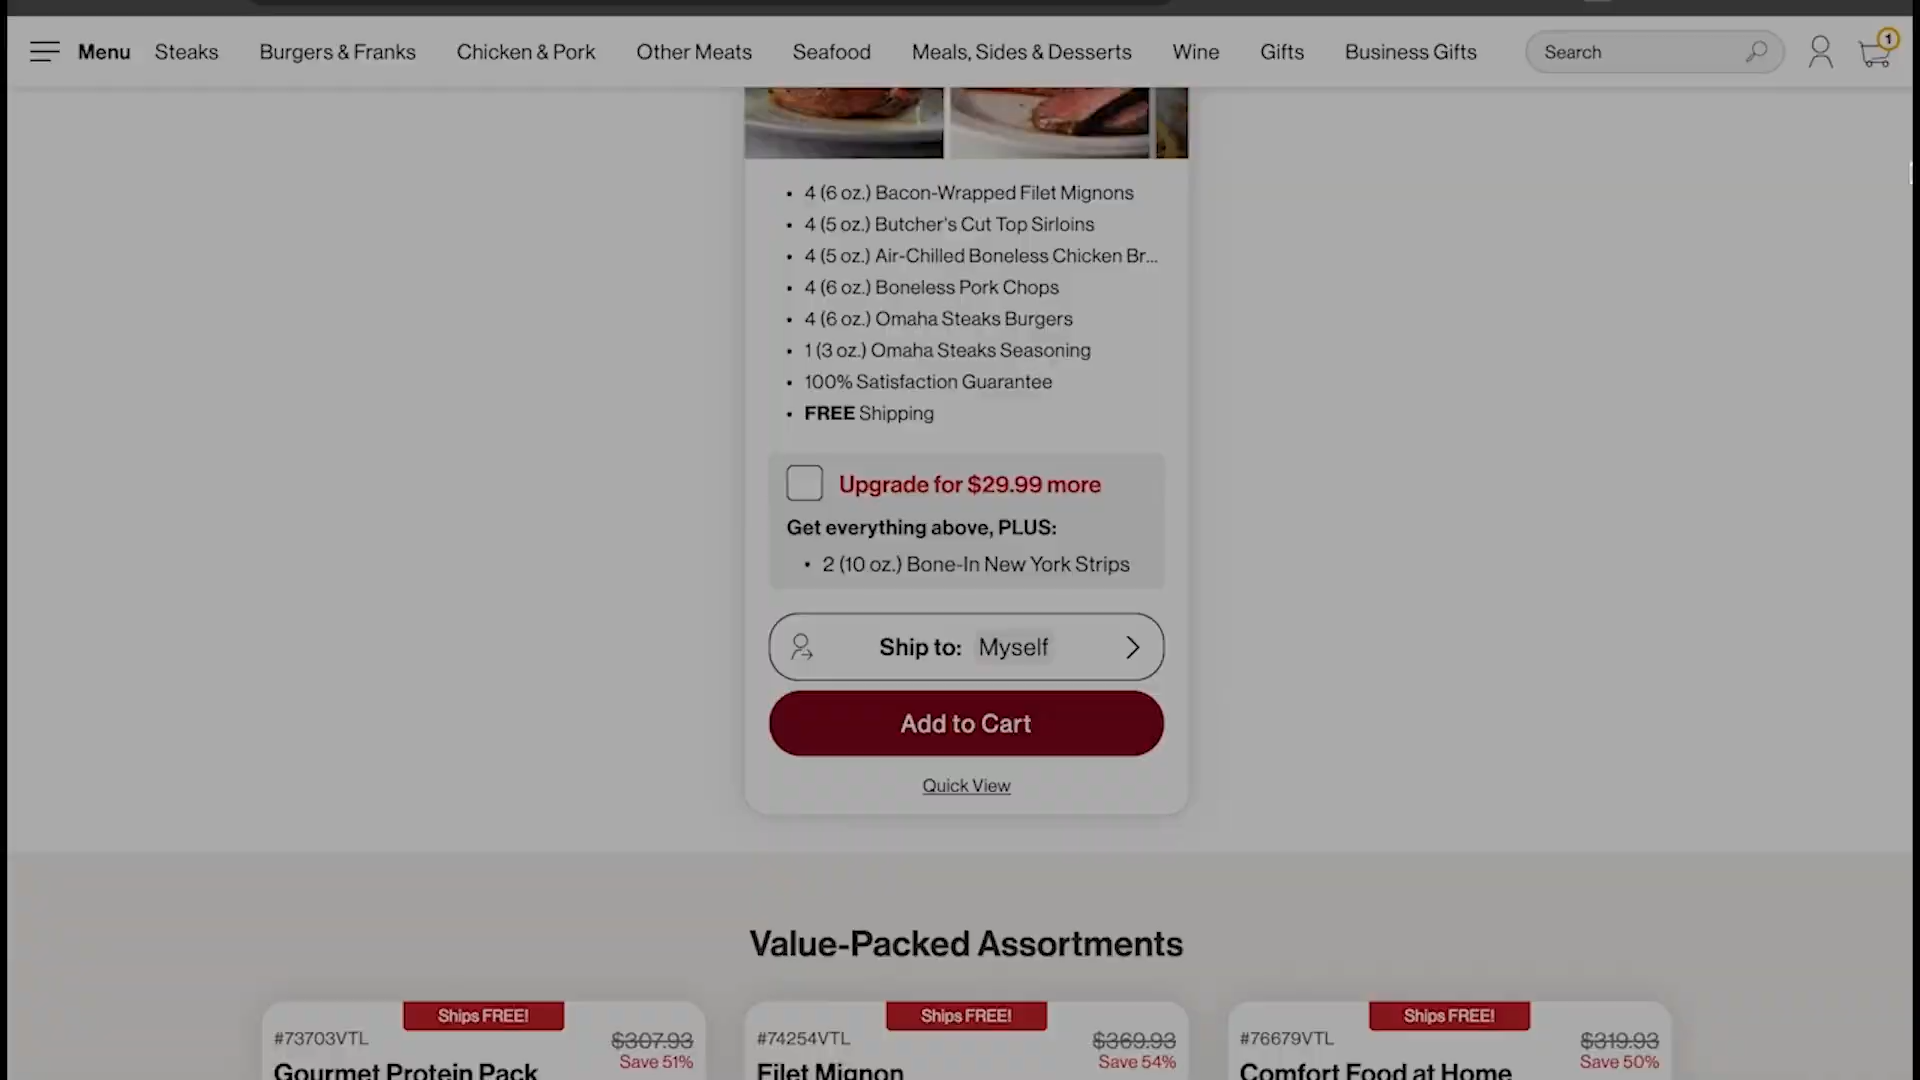 Menu Steaks Burgers & Franks Chicken & Pork Other Meats Seafood Meals, Sides & Desserts Wine Gifts Business Gifts Search 1
• 4 (6 oz.) Bacon-Wrapped Filet Mignons
• 4 (5 oz.) Butcher's Cut Top Sirloins
• 4 (5 oz.) Air-Chilled Boneless Chicken Br...
• 4 (6 oz.) Boneless Pork Chops
• 4 (6 oz.) Omaha Steaks Burgers
• 1 (3 oz.) Omaha Steaks Seasoning
• 100% Satisfaction Guarantee
• FREE Shipping
Upgrade for $29.99 more
Get everything above, PLUS:
• 2 (10 oz.) Bone-In New York Strips
Ship to: Myself
Add to Cart
Quick View
Value-Packed Assortments
Ships FREE!
#73703VTL $307.93
Save 51%
Gourmet Protein Pack
Ships FREE!
#74254VTL $369.93
Save 54%
Filet Mignon
Ships FREE!
#76679VTL $319.93
Save 50%
Comfort Food at Home